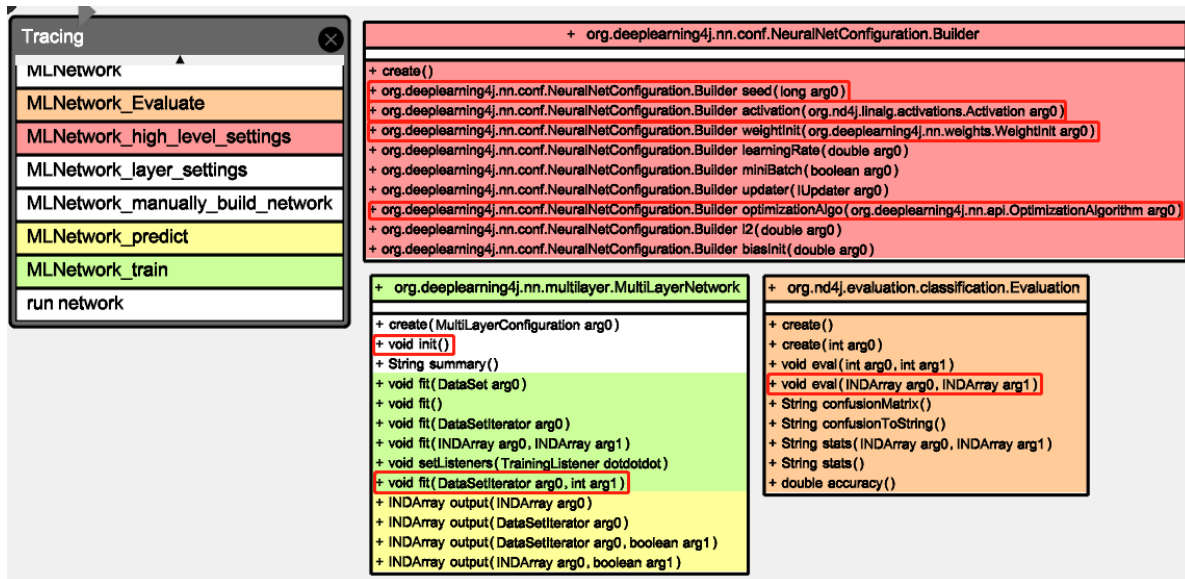 Tracing
MLNetwork
MLNetwork_Evaluate
MLNetwork_high_level_settings
MLNetwork_layer_settings
MLNetwork_manually_build_network
MLNetwork_predict
MLNetwork_train
run network
+ org.deeplearning4j.nn.conf.NeuralNetConfiguration.Builder
+ create()
+ org.deeplearning4j.nn.conf.NeuralNetConfiguration.Builder seed(long arg0)
+ org.deeplearning4j.nn.conf.NeuralNetConfiguration.Builder activation(org.nd4j.linalg.activations.Activation arg0)
+ org.deeplearning4j.nn.conf.NeuralNetConfiguration.Builder weightInit(org.deeplearning4j.nn.weights.WeightInit arg0)
+ org.deeplearning4j.nn.conf.NeuralNetConfiguration.Builder learningRate(double arg0)
+ org.deeplearning4j.nn.conf.NeuralNetConfiguration.Builder miniBatch(boolean arg0)
+ org.deeplearning4j.nn.conf.NeuralNetConfiguration.Builder updater(IUpdater arg0)
+ org.deeplearning4j.nn.conf.NeuralNetConfiguration.Builder optimizationAlgo(org.deeplearning4j.nn.api.OptimizationAlgorithm arg0)
+ org.deeplearning4j.nn.conf.NeuralNetConfiguration.Builder l2(double arg0)
+ org.deeplearning4j.nn.conf.NeuralNetConfiguration.Builder biasInit(double arg0)
+ org.deeplearning4j.nn.multilayer.MultiLayerNetwork
+ create(MultiLayerConfiguration arg0)
+ void init()
+ String summary()
+ void fit(DataSet arg0)
+ void fit()
+ void fit(DataSetIterator arg0)
+ void fit(INDArray arg0, INDArray arg1)
+ void setListeners(TrainingListener dotdotdot)
+ void fit(DataSetIterator arg0, int arg1)
+ INDArray output(INDArray arg0)
+ INDArray output(DataSetIterator arg0)
+ INDArray output(DataSetIterator arg0, boolean arg1)
+ INDArray output(INDArray arg0, boolean arg1)
+ org.nd4j.evaluation.classification.Evaluation
+ create()
+ create(int arg0)
+ void eval(int arg0, int arg1)
+ void eval(INDArray arg0, INDArray arg1)
+ String confusionMatrix()
+ String confusionToString()
+ String stats(INDArray arg0, INDArray arg1)
+ String stats()
+ double accuracy()